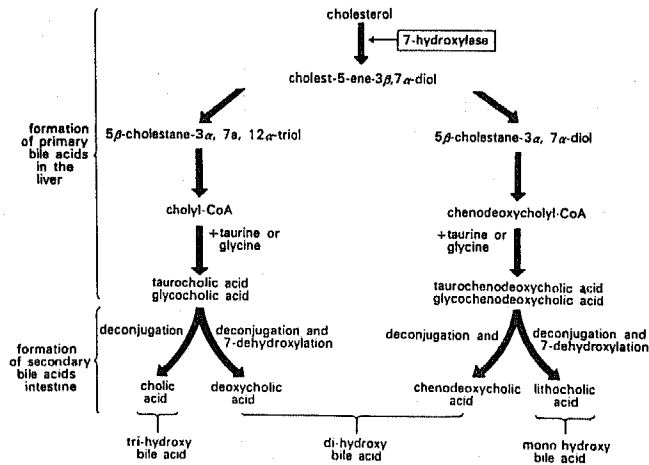 cholesterol
7-hydroxylase
cholest-5-ene-3β,7α-diol
formation
of primary
bile acids
in the
liver
5β-cholestane-3α, 7a, 12α-triol
5β-cholestane-3α, 7α-diol
cholyl-CoA
chenodeoxycholyl-CoA
+taurine or
glycine
+taurine or
glycine
taurocholic acid
glycocholic acid
taurochenodeoxycholic acid
glycochenodeoxycholic acid
formation
of secondary
bile acids
intestine
deconjugation
deconjugation and
7-dehydroxylation
deconjugation and
deconjugation and
7-dehydroxylation
cholic
acid
deoxycholic
acid
chenodeoxycholic
acid
lithocholic
acid
tri-hydroxy
bile acid
di-hydroxy
bile acid
mono hydroxy
bile acid